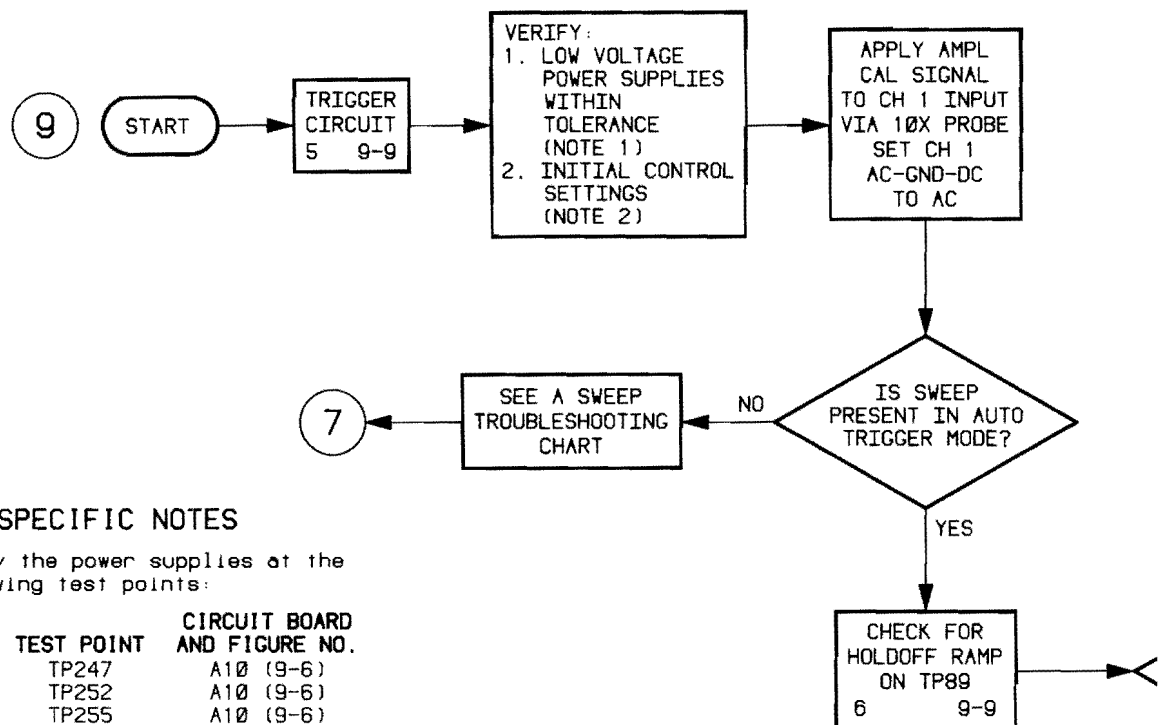 9
START
TRIGGER
CIRCUIT
5 9-9
VERIFY:
1. LOW VOLTAGE
POWER SUPPLIES
WITHIN
TOLERANCE
(NOTE 1)
2. INITIAL CONTROL
SETTINGS
(NOTE 2)
APPLY AMPL
CAL SIGNAL
TO CH 1 INPUT
VIA 10X PROBE
SET CH 1
AC-GND-DC
TO AC
IS SWEEP
PRESENT IN AUTO
TRIGGER MODE?
NO
SEE A SWEEP
TROUBLESHOOTING
CHART
7
YES
CHECK FOR
HOLDOFF RAMP
ON TP89
6 9-9
SPECIFIC NOTES
the power supplies at the
test points:
CIRCUIT BOARD
TEST POINT AND FIGURE NO.
TP247 A10 (9-6)
TP252 A10 (9-6)
TP255 A10 (9-6)